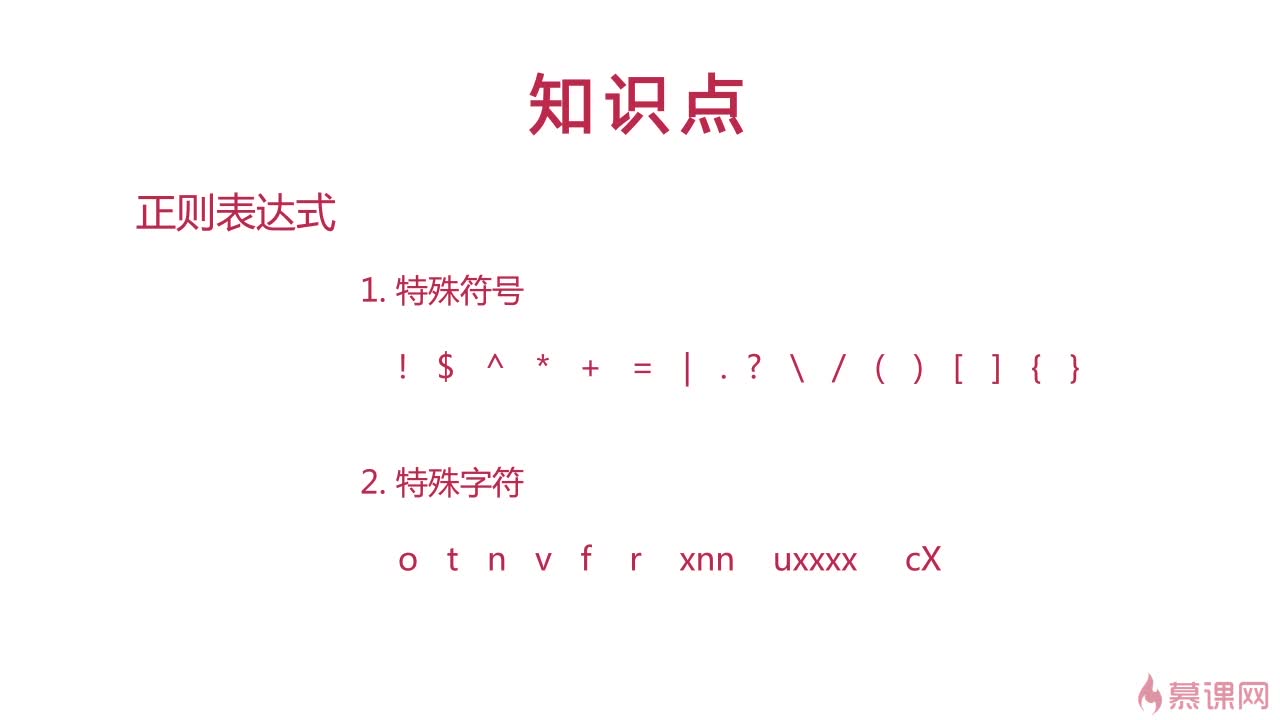 知识点
正则表达式
1. 特殊符号
! $ ^ * + = | . ? \ / ( ) [ ] { }
2. 特殊字符
o t n v f r xnn uxxxx cX
慕课网